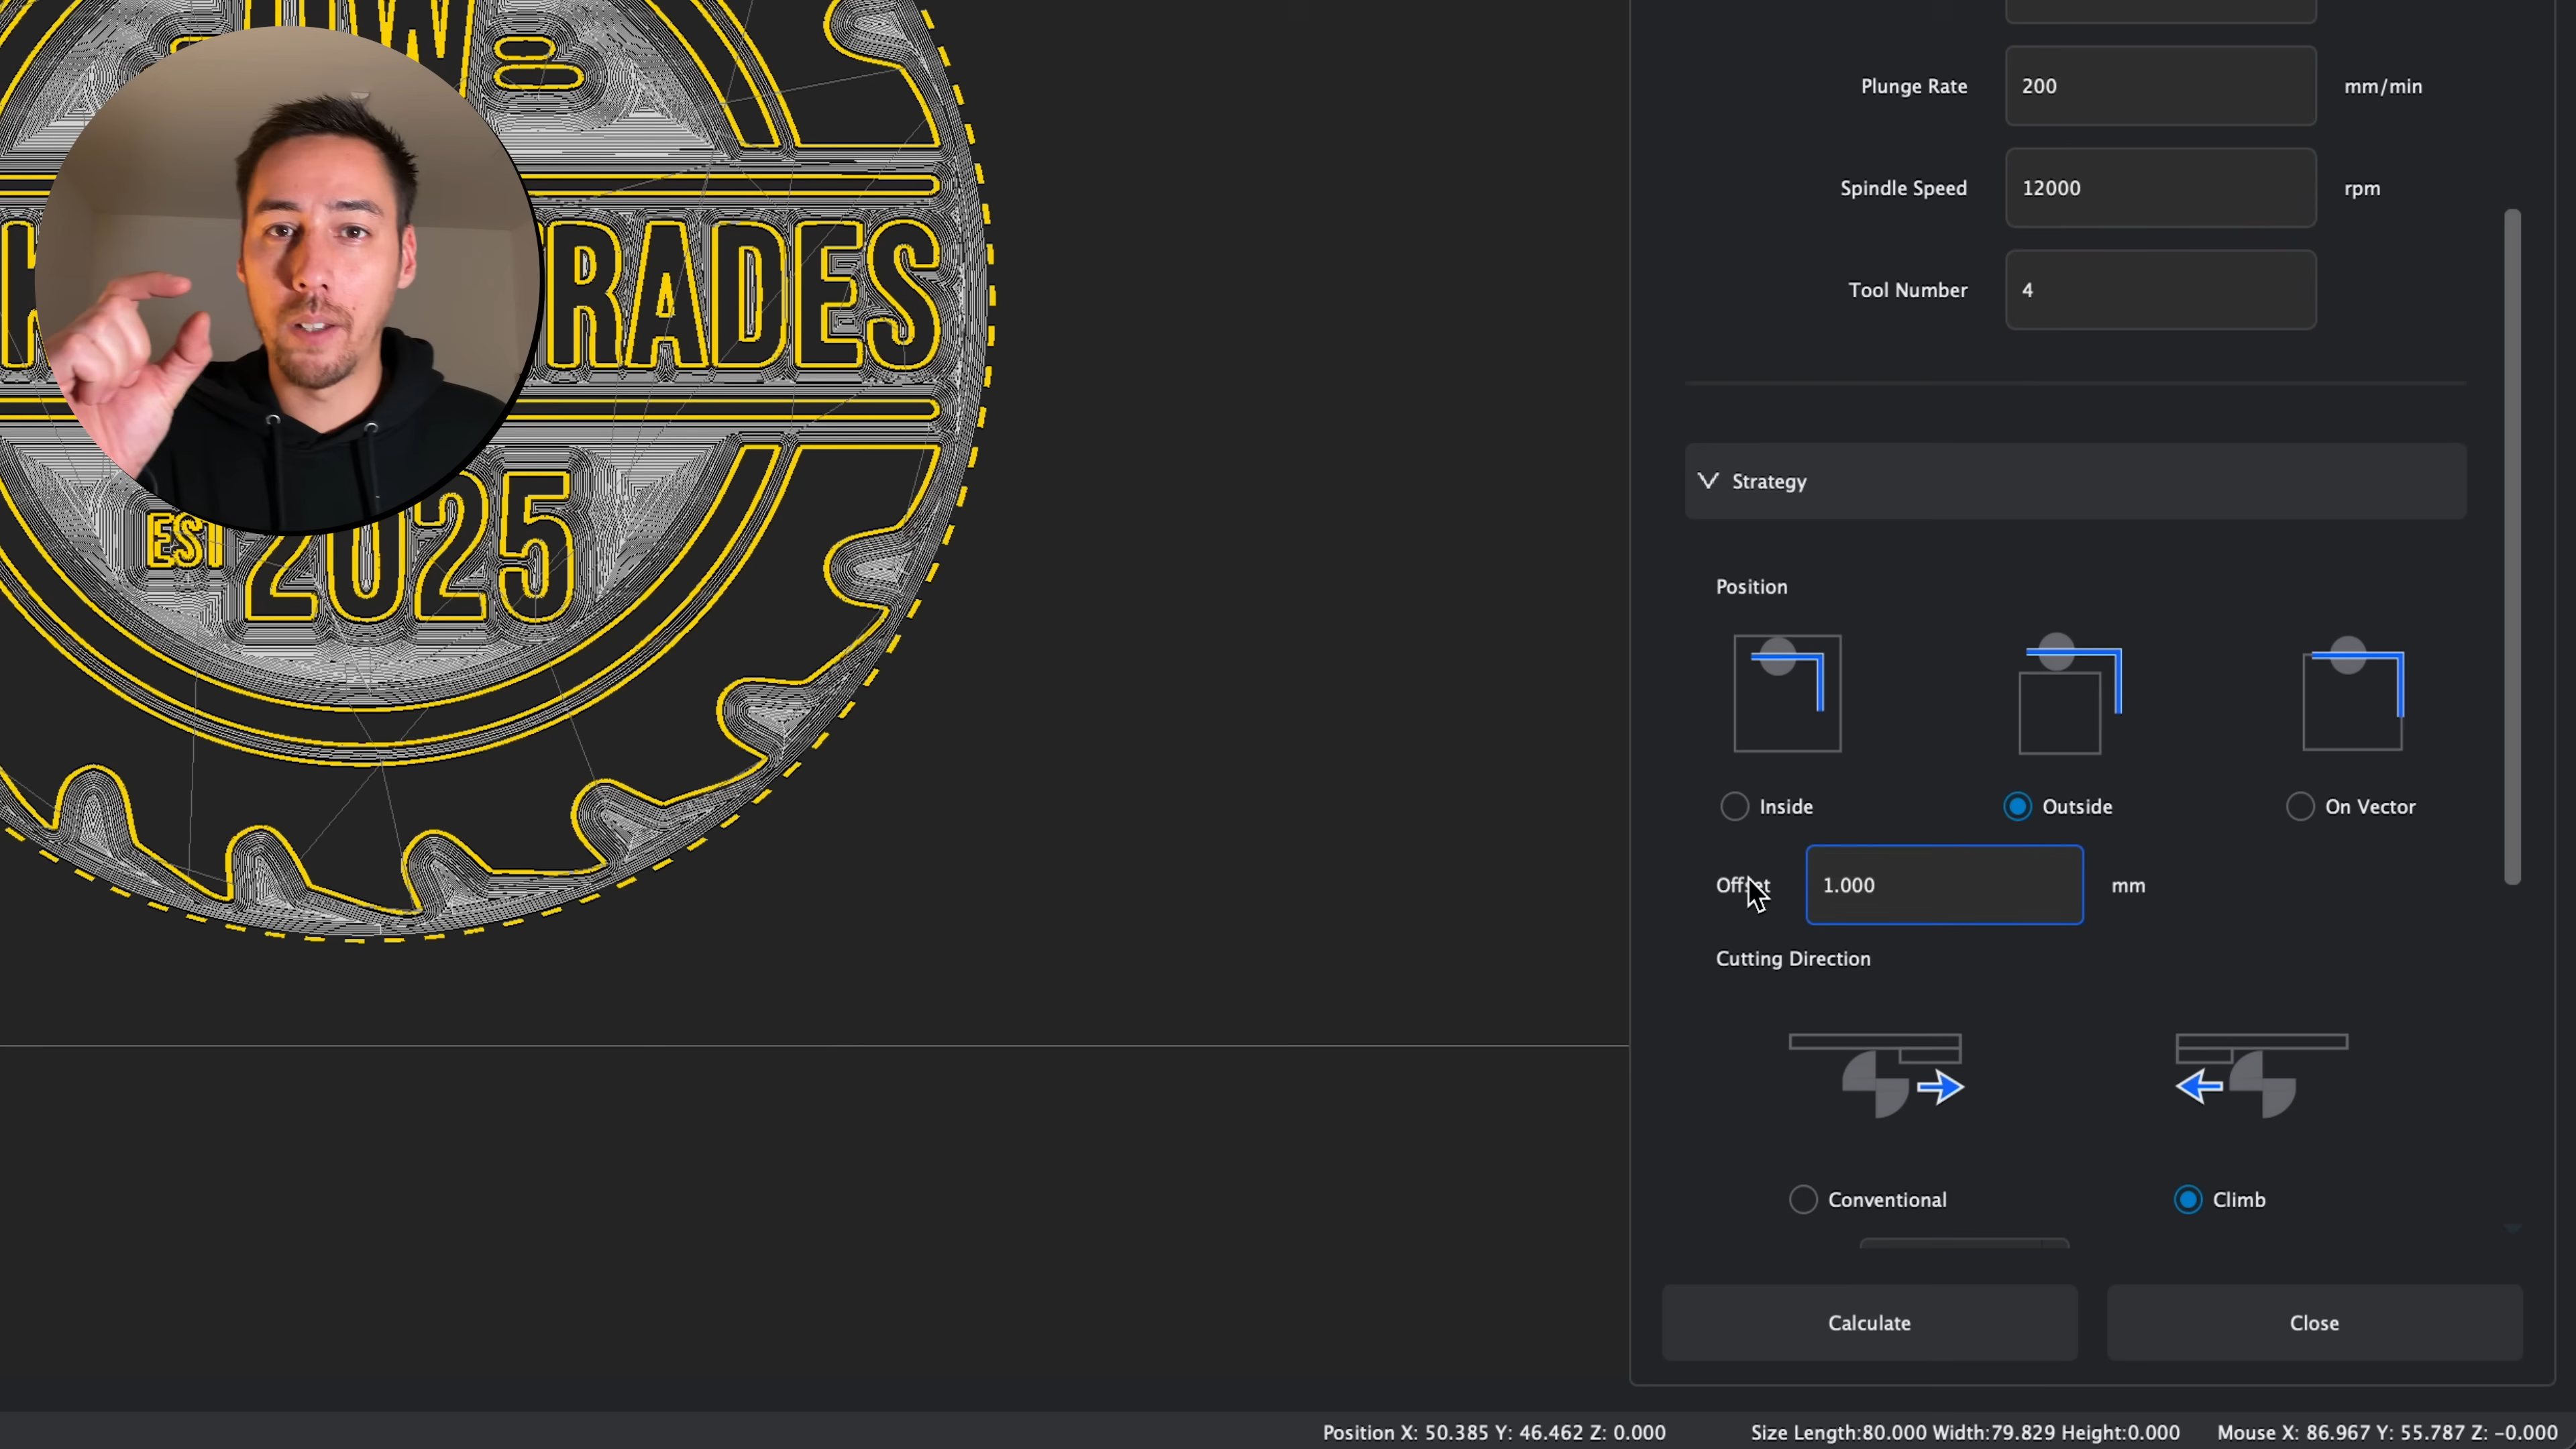 Plunge Rate 200 mm/min
Spindle Speed 12000 rpm
Tool Number 4
RADES
Strategy
EST 2025
Position
Inside Outside On Vector
Offset 1.000 mm
Cutting Direction
Conventional Climb
Calculate Close
Position X: 50.385 Y: 46.462 Z: 0.000 Size Length:80.000 Width:79.829 Height:0.000 Mouse X: 86.967 Y: 55.787 Z: -0.000